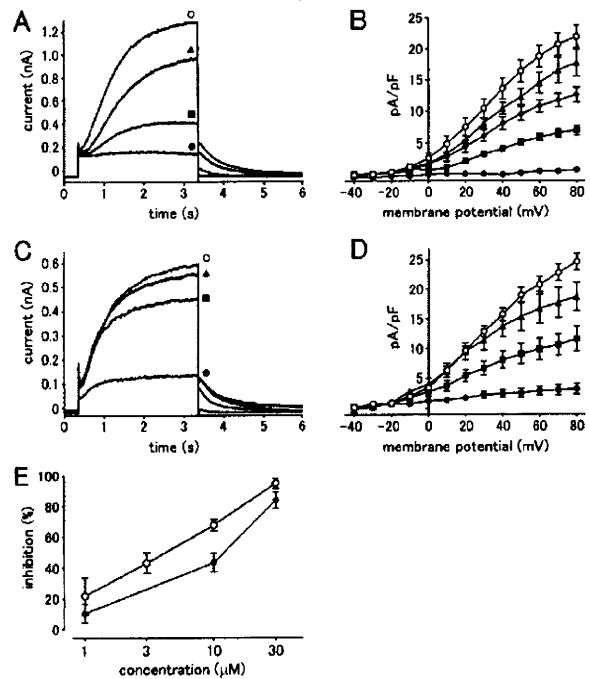 A
current (nA)
1.2
1.0
0.8
0.6
0.4
0.2
0
0 1 2 3 4 5 6
time (s)
B
pA/pF
25
20
15
10
5
-40 -20 0 20 40 60 80
membrane potential (mV)
C
current (nA)
0.6
0.5
0.4
0.3
0.2
0.1
0
0 1 2 3 4 5 6
time (s)
D
pA/pF
25
20
15
10
5
-40 -20 0 20 40 60 80
membrane potential (mV)
E
inhibition (%)
100
80
60
40
20
0
1 3 10 30
concentration (μM)